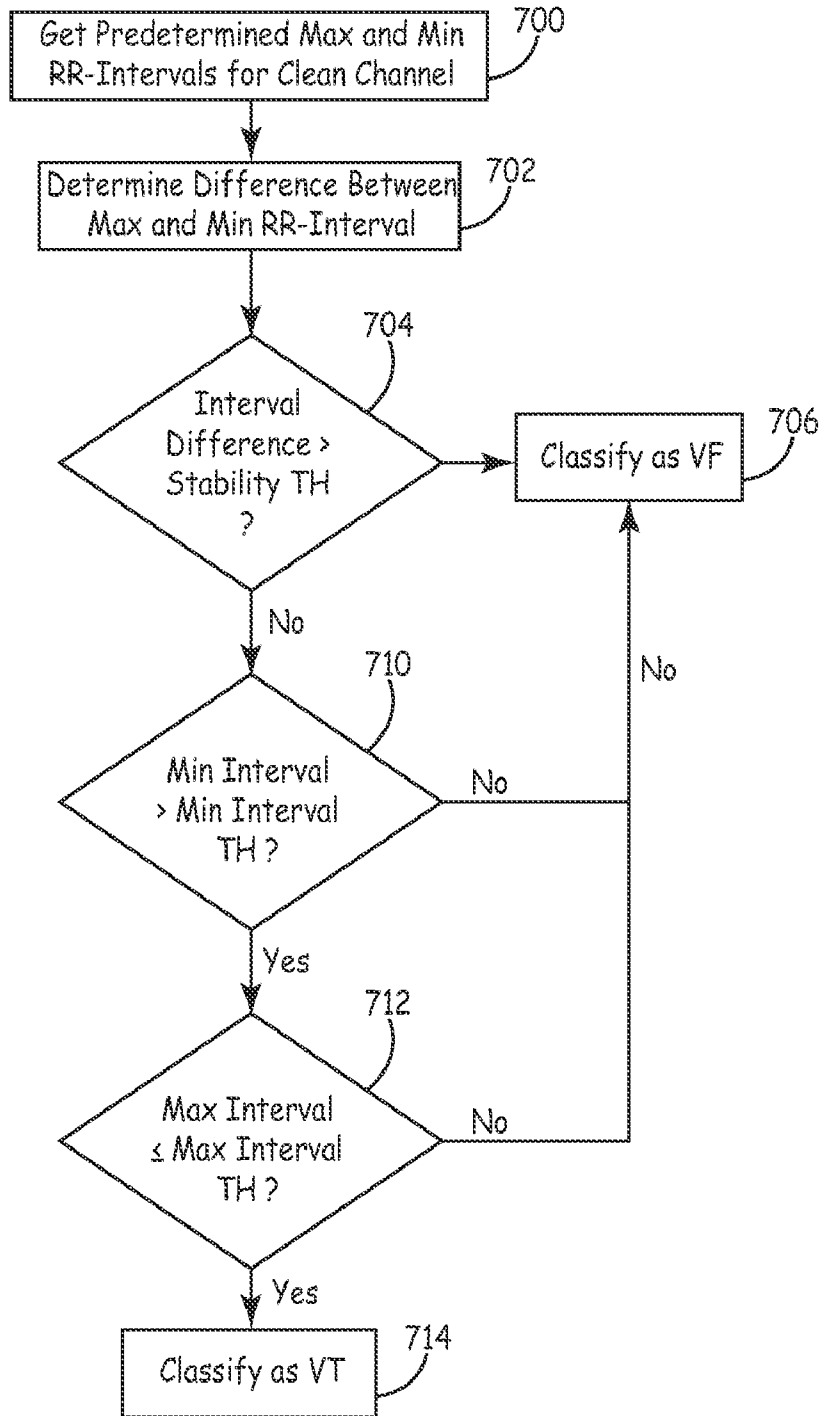 Get Predetermined Max and Min
RR-Intervals for Clean Channel
700
Determine Difference Between
Max and Min RR-Interval
702
704
Interval
Difference >
Stability TH
?
706
Classify as VF
No
710
No
Min Interval
> Min Interval
TH ?
No
Yes
712
Max Interval
≤ Max Interval
TH ?
No
Yes
714
Classify as VT